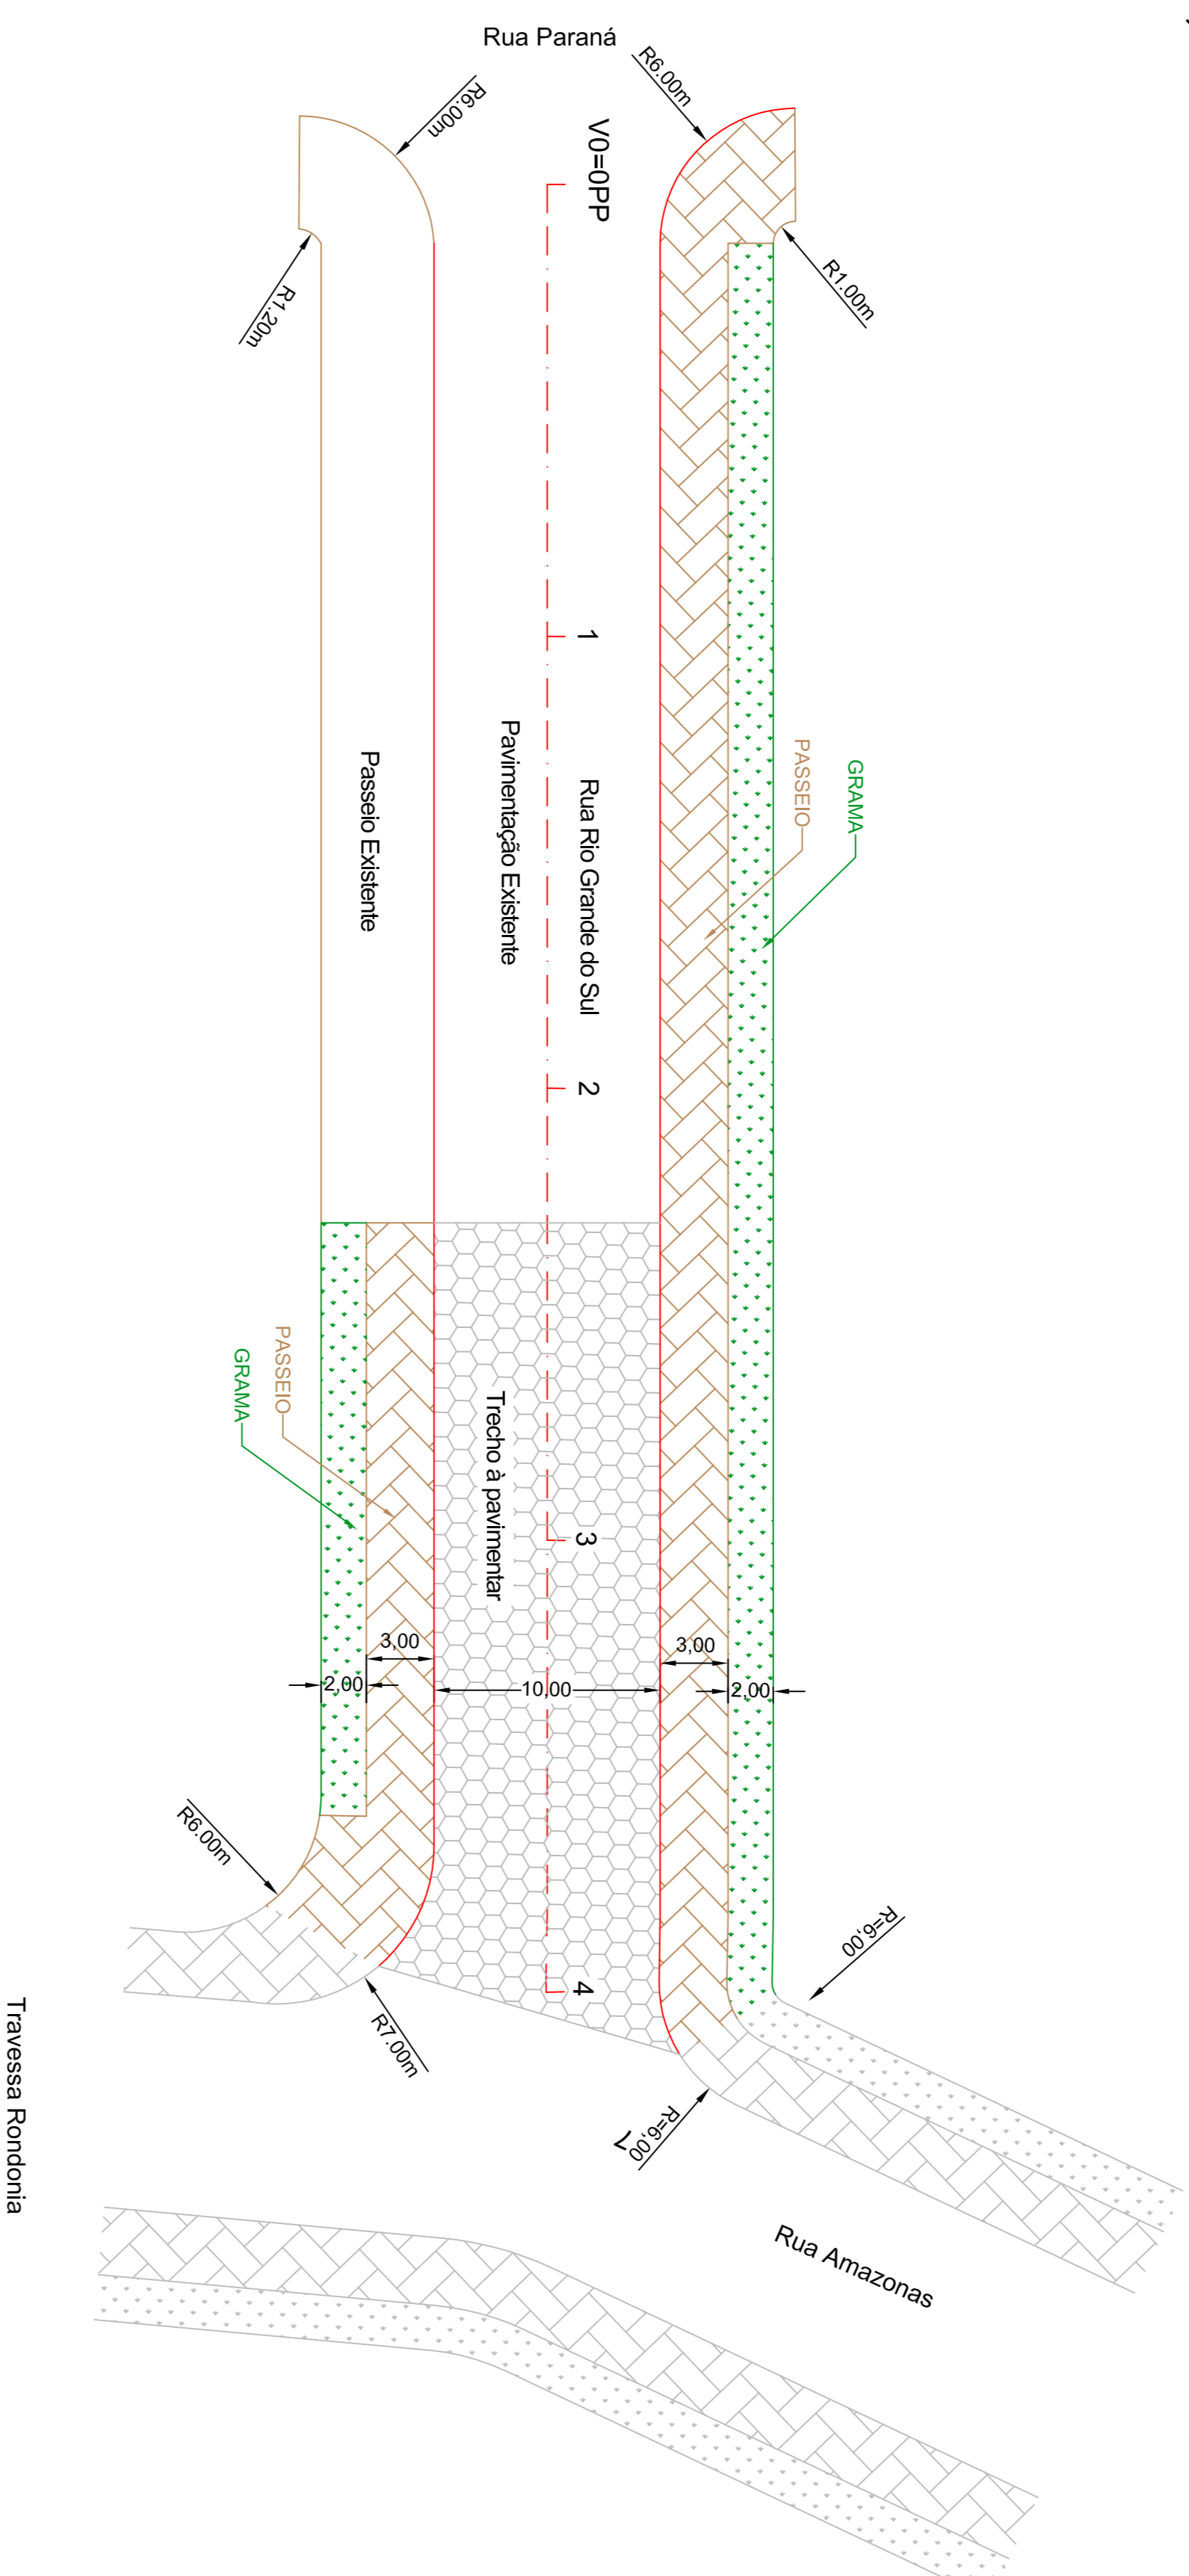 Rua Paraná
R6.00m
R6.00m
V0=0PP
R1.20m
R1.00m
1
Passeio Existente
Pavimentação Existente
Rua Rio Grande do Sul
PASSEIO
GRAMA
2
GRAMA
PASSEIO
Trecho à pavimentar
3
3,00
2,00
10,00
3,00
2,00
R6.00m
R7.00m
4
R=6,00
R=6,00
7
Travessa Rondonia
Rua Amazonas